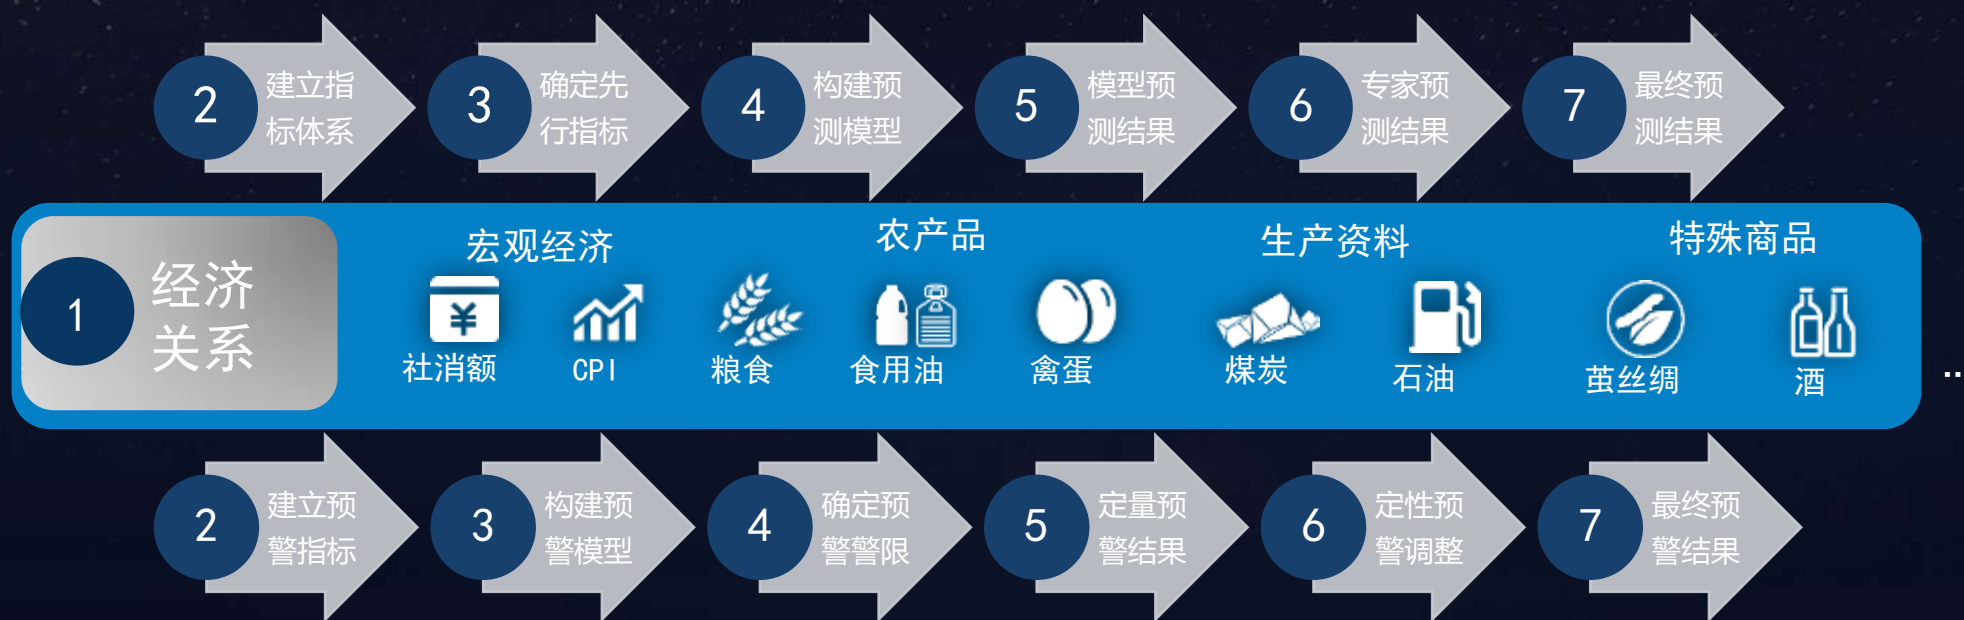 2
建立指
标体系
3
确定先
行指标
4
构建预
测模型
5
模型预
测结果
6
专家预
测结果
7
最终预
测结果
1
经济
关系
宏观经济
农产品
生产资料
特殊商品
¥
社消额
CPI
粮食
食用油
禽蛋
煤炭
石油
茧丝绸
酒
..
2
建立预
警指标
3
构建预
警模型
4
确定预
警警限
5
定量预
警结果
6
定性预
警调整
7
最终预
警结果